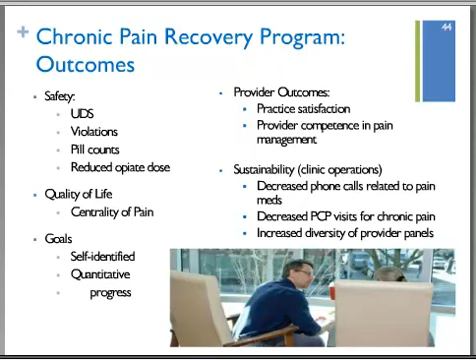 + Chronic Pain Recovery Program:
Outcomes
44
Safety:
UDS
Violations
Pill counts
Reduced opiate dose
Quality of Life
Centrality of Pain
Goals
Self-identified
Quantitative
progress
Provider Outcomes:
Practice satisfaction
Provider competence in pain
management
Sustainability (clinic operations)
Decreased phone calls related to pain
meds
Decreased PCP visits for chronic pain
Increased diversity of provider panels